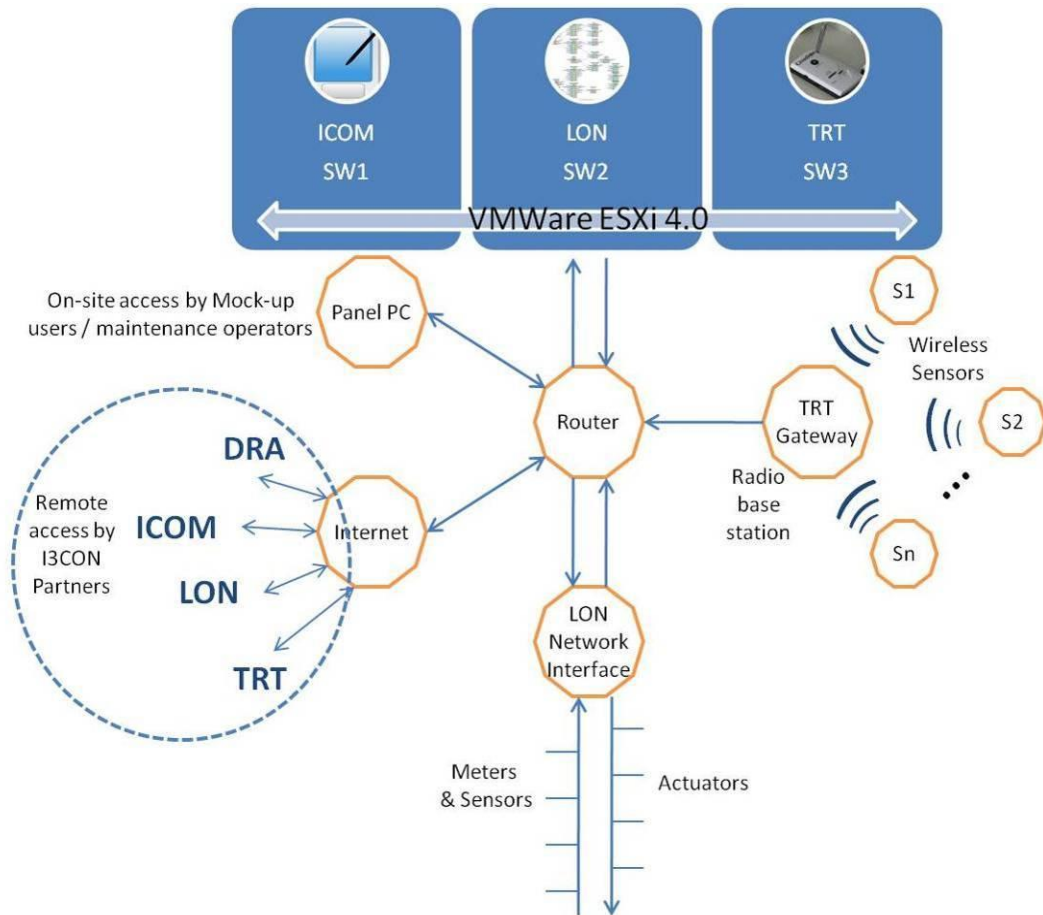 ICOM
SW1
LON
SW2
TRT
SW3
VMWare ESXi 4.0
On-site access by Mock-up
users / maintenance operators
Panel PC
S1
Wireless
Sensors
Router
TRT
Gateway
S2
Radio
base
station
Sn
DRA
Remote
access by
I3CON
Partners
ICOM
LON
TRT
Internet
LON
Network
Interface
Meters
& Sensors
Actuators